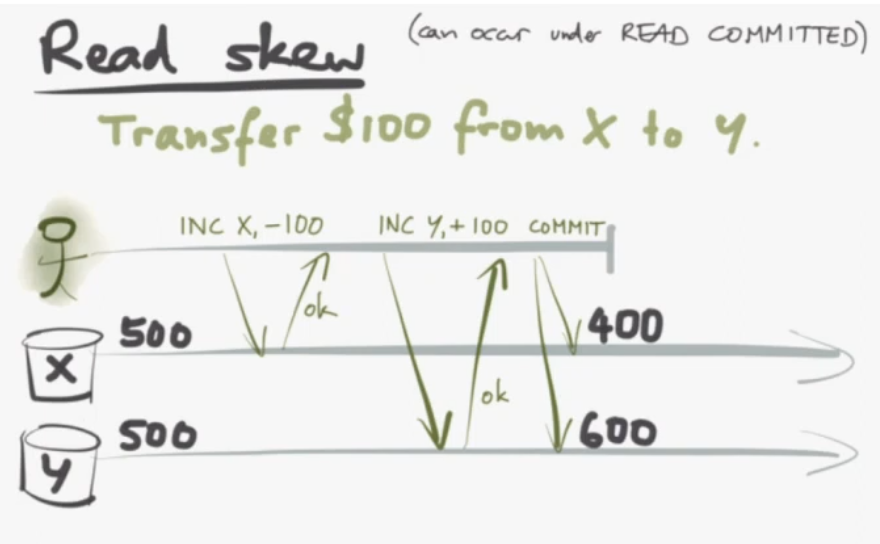 Read skew (can occur under READ COMMITTED)
Transfer $100 from X to Y.
INC X, -100 INC Y, +100 COMMIT
ok
500 400
X
ok
500 600
Y